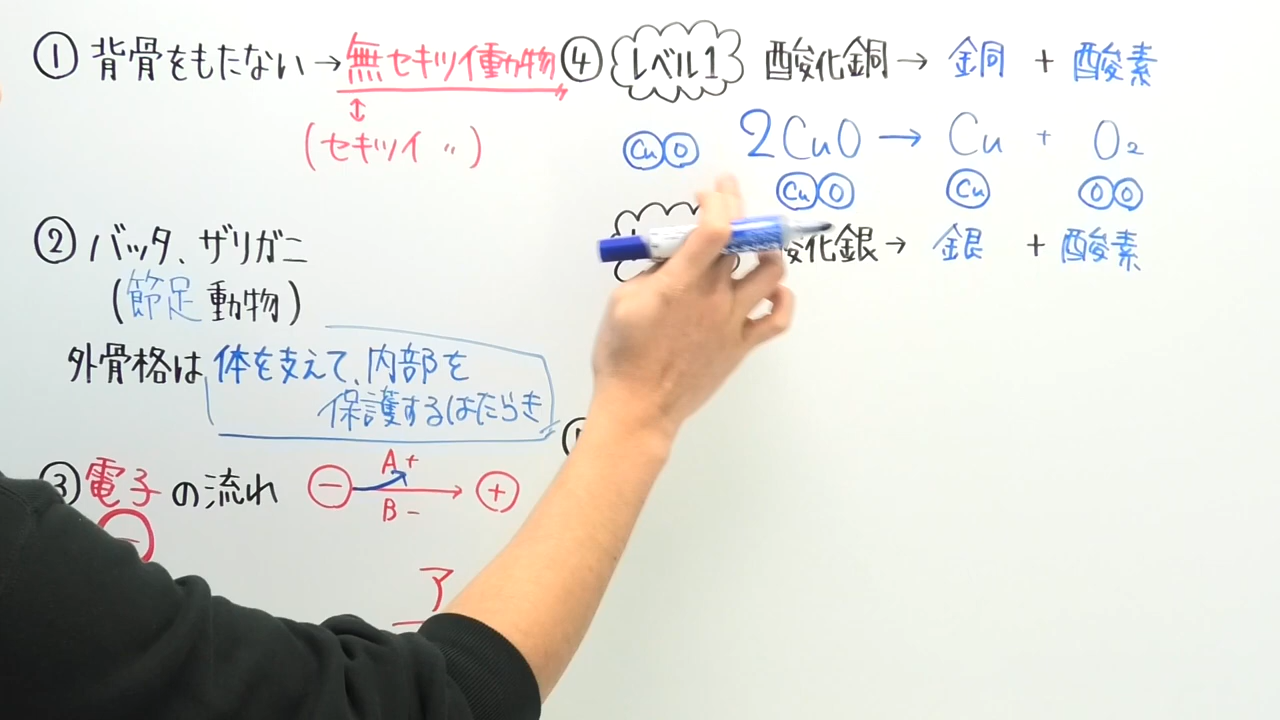 ① 背骨をもたない→無セキツイ動物
↕
(セキツイ 〃)
② バッタ、ザリガニ
(節足動物)
外骨格は体を支えて、内部を
保護するはたらき
③電子の流れ
− A+ +
B−
−
ア
④ レベル1 酸化銅→ 銅 + 酸素
Cu O 2CuO → Cu + O₂
Cu O Cu O O
酸化銀→ 銀 + 酸素